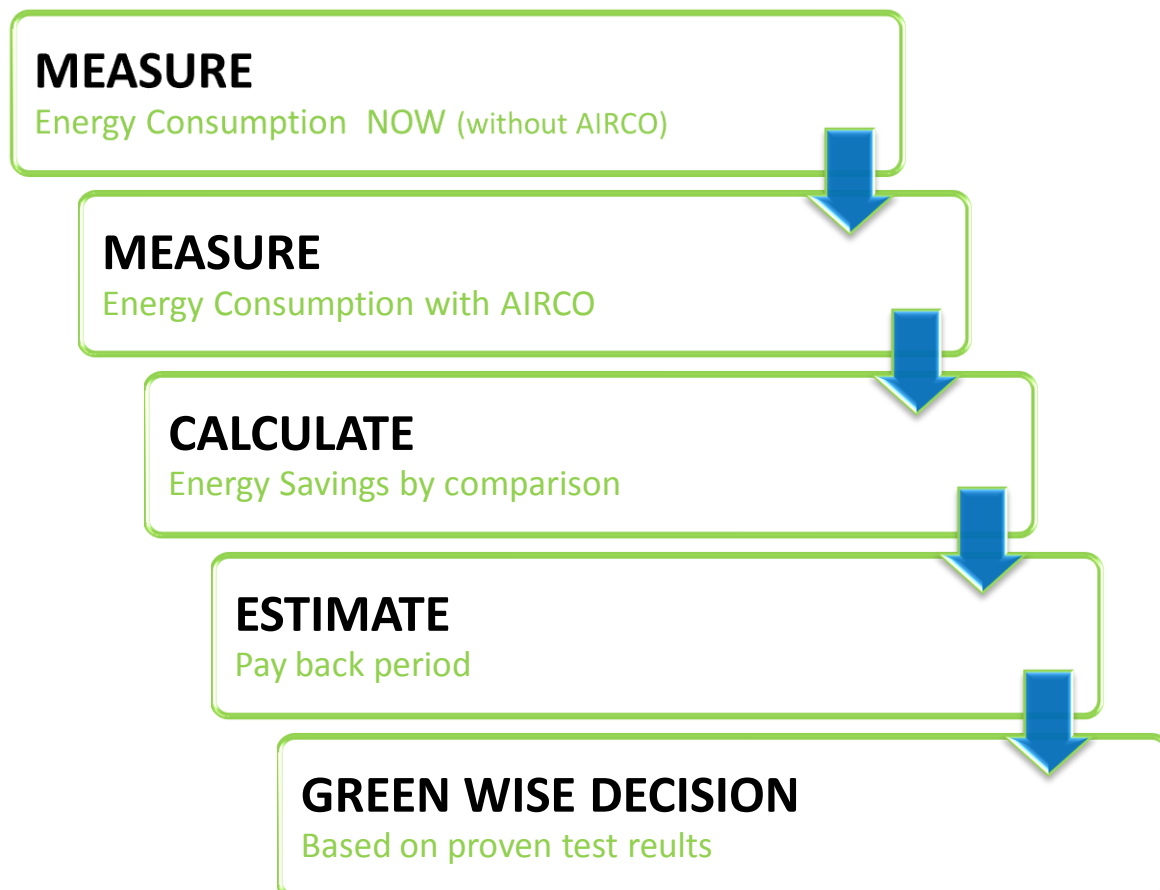 MEASURE
Energy Consumption  NOW (without AIRCO)
MEASURE
Energy Consumption with AIRCO
CALCULATE
Energy Savings by comparison
ESTIMATE
Pay back period
GREEN WISE DECISION
Based on proven test reults